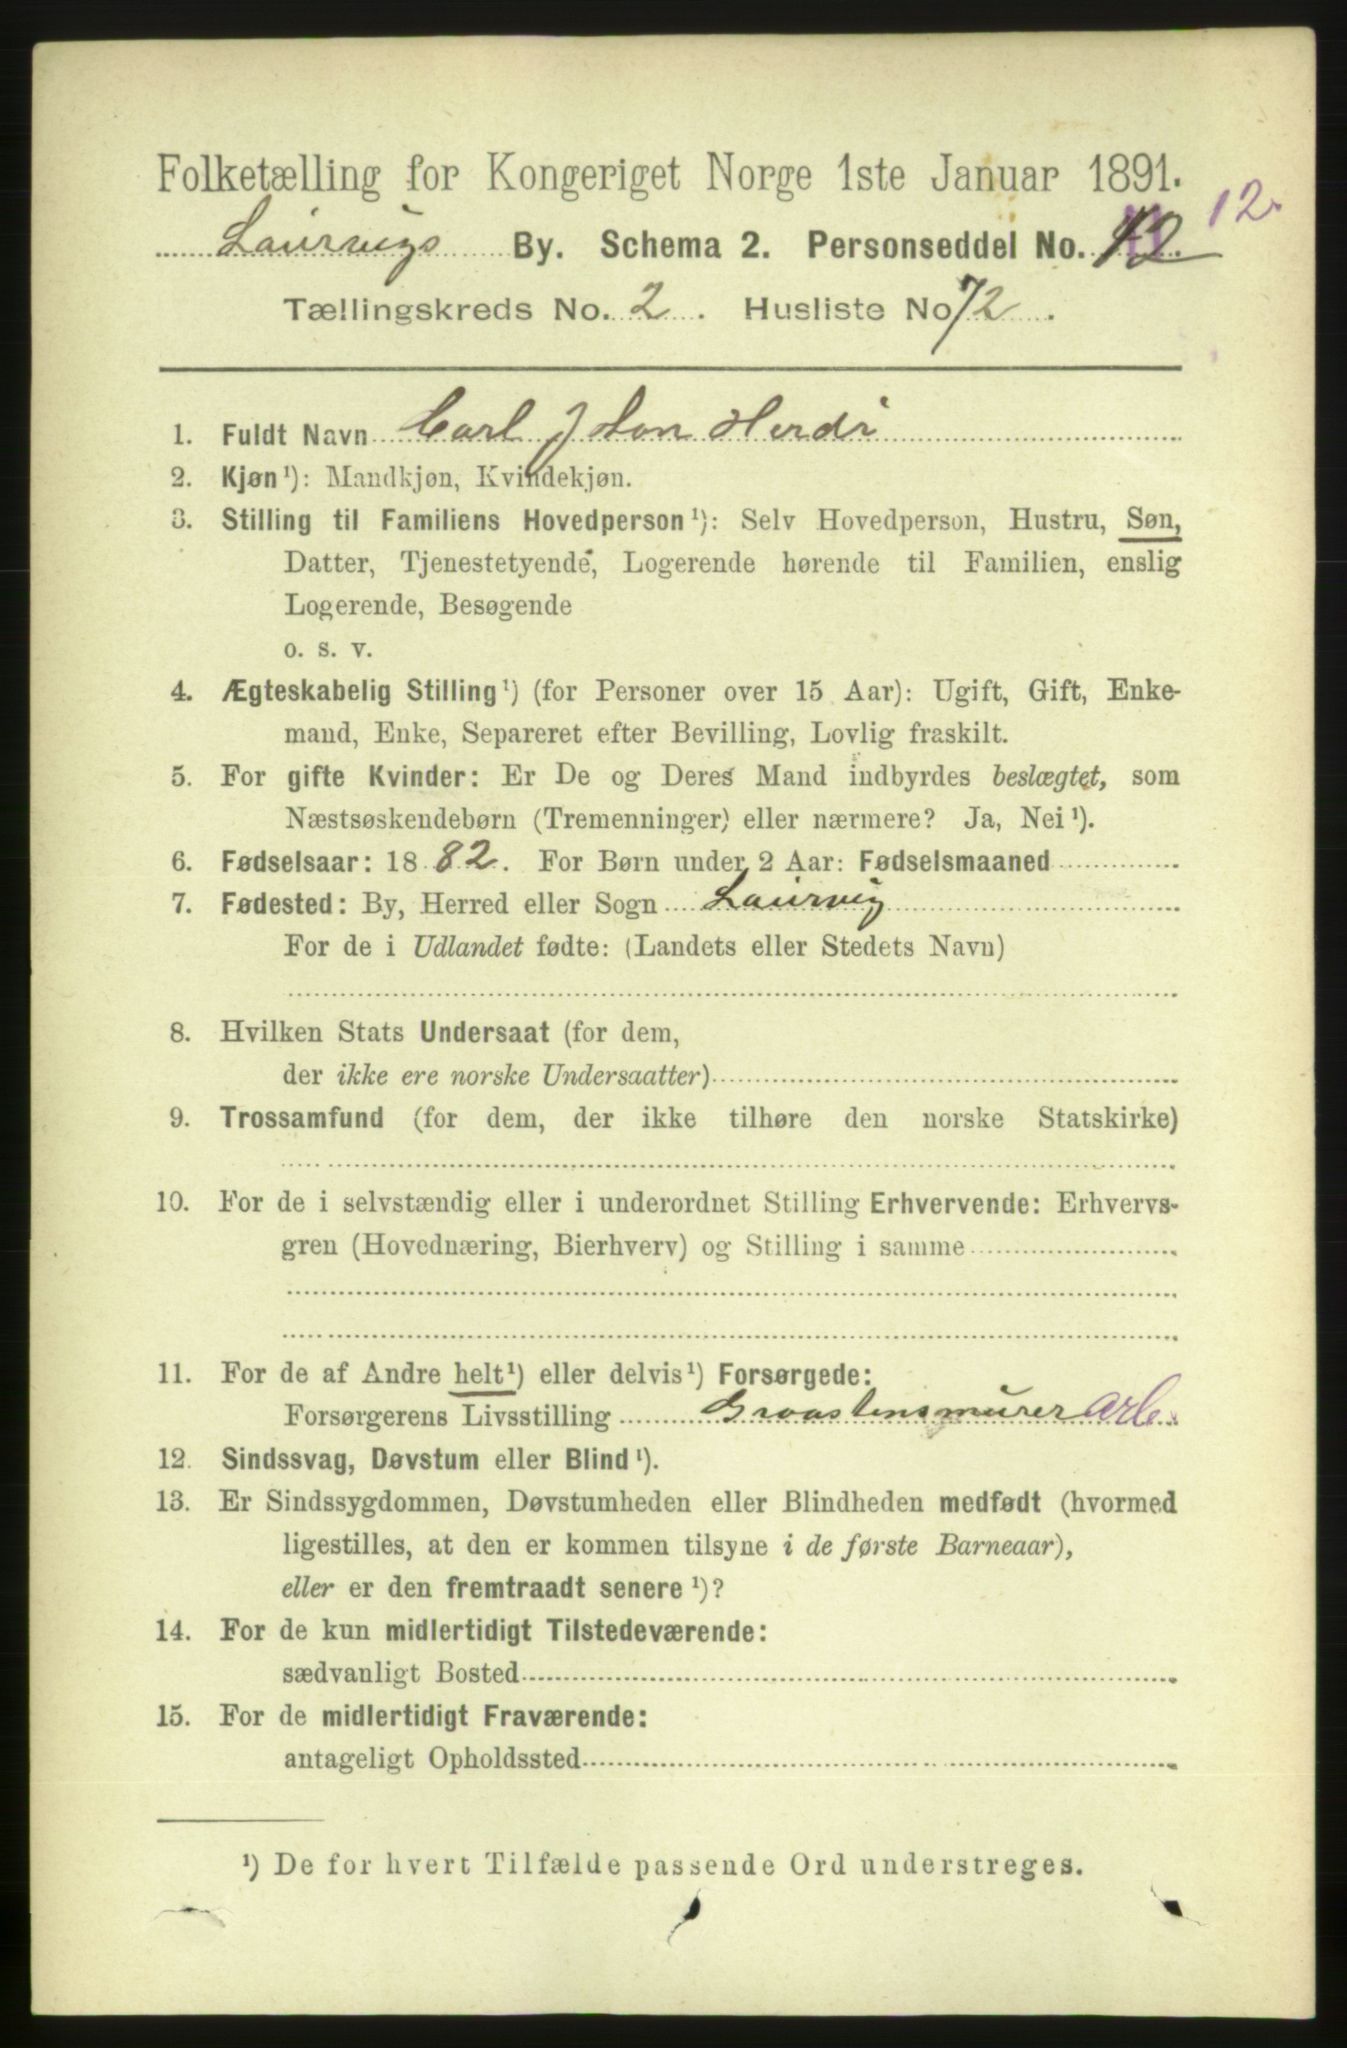 Folketælling for Kongeriget Norge 1ste Januar 1891.
Laurvigs By. Schema 2. Personseddel No. 12. 12.
Tællingskreds No. 2. Husliste No 72.
1. Fuldt Navn Carl Johan
2. Kjøn¹): Mandkjøn, Kvindekjøn.
3. Stilling til Familiens Hovedperson¹): Selv Hovedperson, Hustru, Søn,
Datter, Tjenestetyende, Logerende hørende til Familien, enslig
Logerende, Besøgende
o. s. v.
4. Ægteskabelig Stilling¹) (for Personer over 15 Aar): Ugift, Gift, Enke-
mand, Enke, Separeret efter Bevilling, Lovlig fraskilt.
5. For gifte Kvinder: Er De og Deres Mand indbyrdes beslægtet, som
Næstsøskendebørn (Tremenninger) eller nærmere? Ja, Nei¹).
6. Fødselsaar: 1882. For Børn under 2 Aar: Fødselsmaaned
7. Fødested: By, Herred eller Sogn Laurvig
For de i Udlandet fødte: (Landets eller Stedets Navn)
8. Hvilken Stats Undersaat (for dem,
der ikke ere norske Undersaatter)
9. Trossamfund (for dem, der ikke tilhøre den norske Statskirke)
10. For de i selvstændig eller i underordnet Stilling Erhvervende: Erhvervs-
gren (Hovednæring, Bierhverv) og Stilling i samme
11. For de af Andre helt¹) eller delvis¹) Forsørgede:
Forsørgerens Livsstilling Graastensmurer Arb.
12. Sindssvag, Døvstum eller Blind¹).
13. Er Sindssygdommen, Døvstumheden eller Blindheden medfødt (hvormed
ligestilles, at den er kommen tilsyne i de første Barneaar),
eller er den fremtraadt senere¹)?
14. For de kun midlertidigt Tilstedeværende:
sædvanligt Bosted
15. For de midlertidigt Fraværende:
antageligt Opholdssted
¹) De for hvert Tilfælde passende Ord understreges.